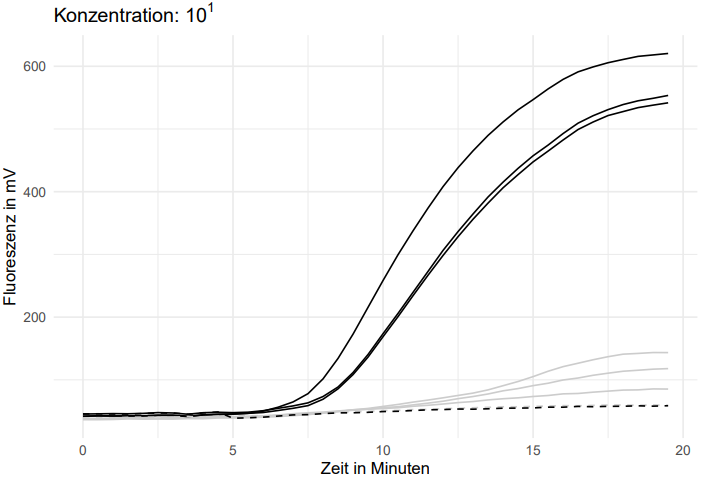 Konzentration: 10¹
600
400
200
0 5 10 15 20
Zeit in Minuten
Fluoreszenz in mV